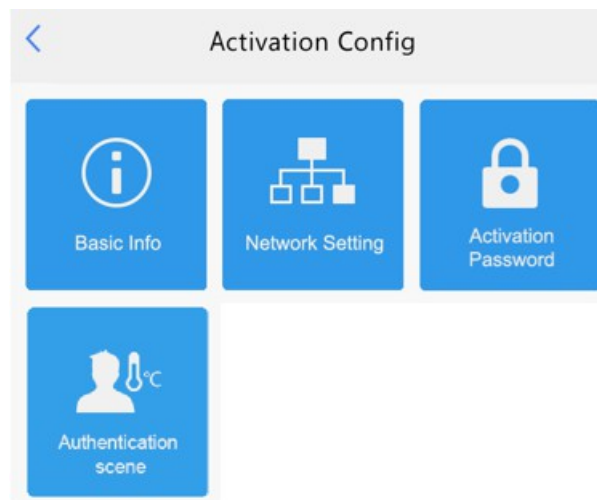 Activation Config
Basic Info
Network Setting
Activation
Password
°C
Authentication
scene